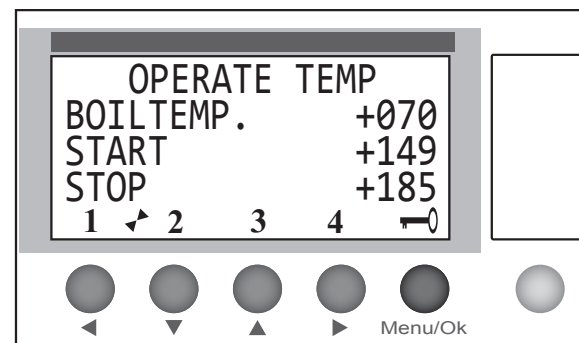 OPERATE TEMP
BOILTEMP. +070
START +149
STOP +185
1 2 3 4
Menu/Ok